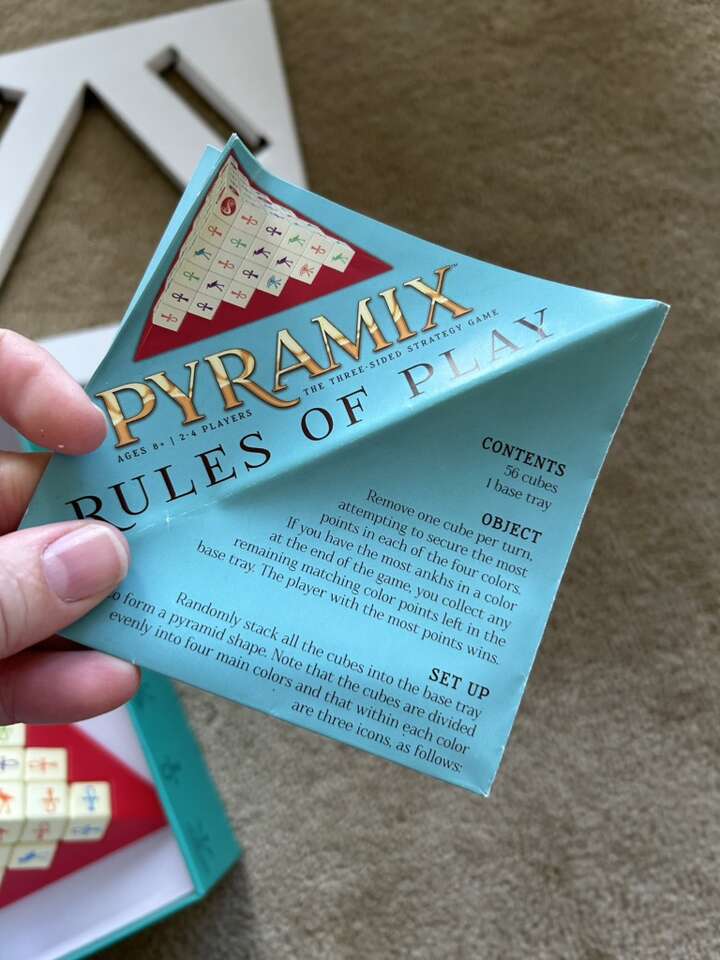 PYRAMIX™
AGES 8+ | 2-4 PLAYERS THE THREE-SIDED STRATEGY GAME
RULES OF PLAY
CONTENTS
56 cubes
1 base tray
OBJECT
Remove one cube per turn,
attempting to secure the most
points in each of the four colors.
If you have the most ankhs in a color
at the end of the game, you collect any
remaining matching color points left in the
base tray. The player with the most points wins.
SET UP
Randomly stack all the cubes into the base tray
to form a pyramid shape. Note that the cubes are divided
evenly into four main colors and that within each color
are three icons, as follows: